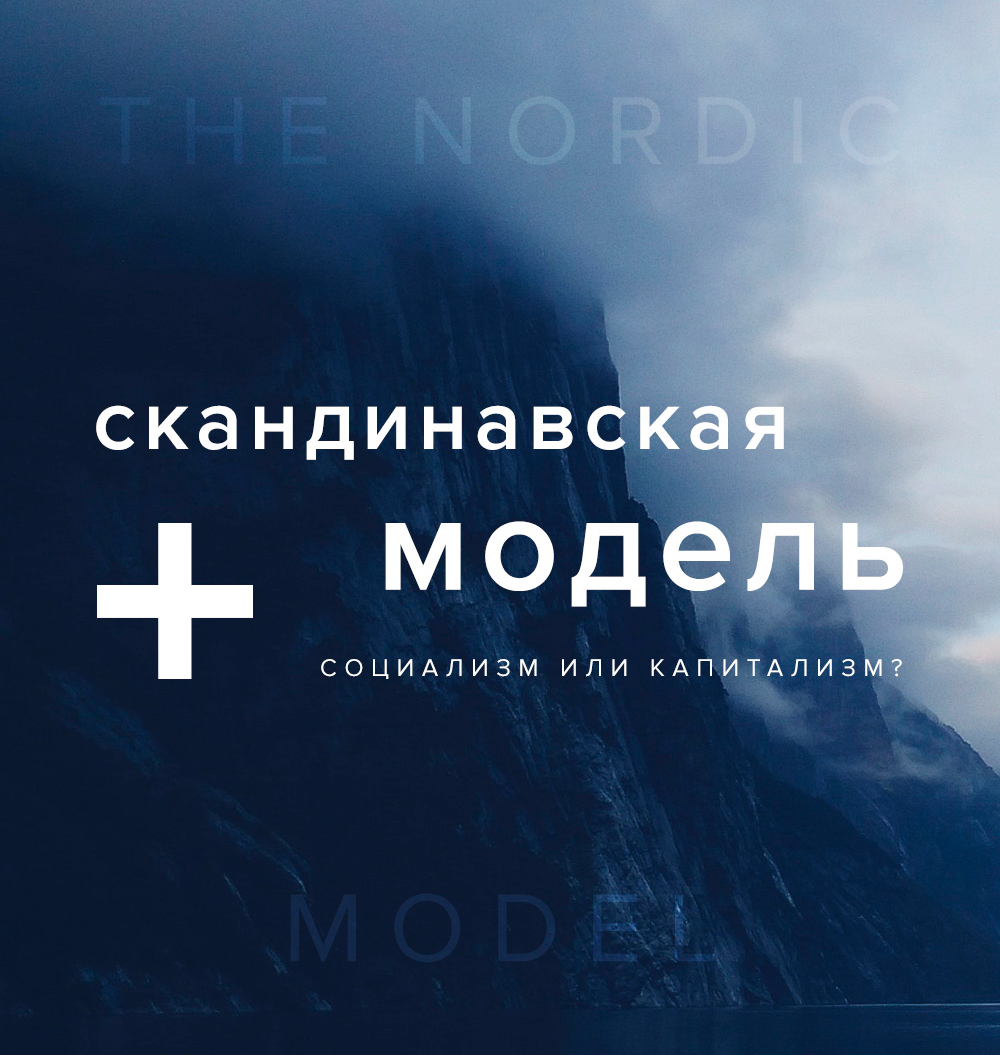 THE NORDIC
скандинавская
+ модель
СОЦИАЛИЗМ ИЛИ КАПИТАЛИЗМ?
MODEL